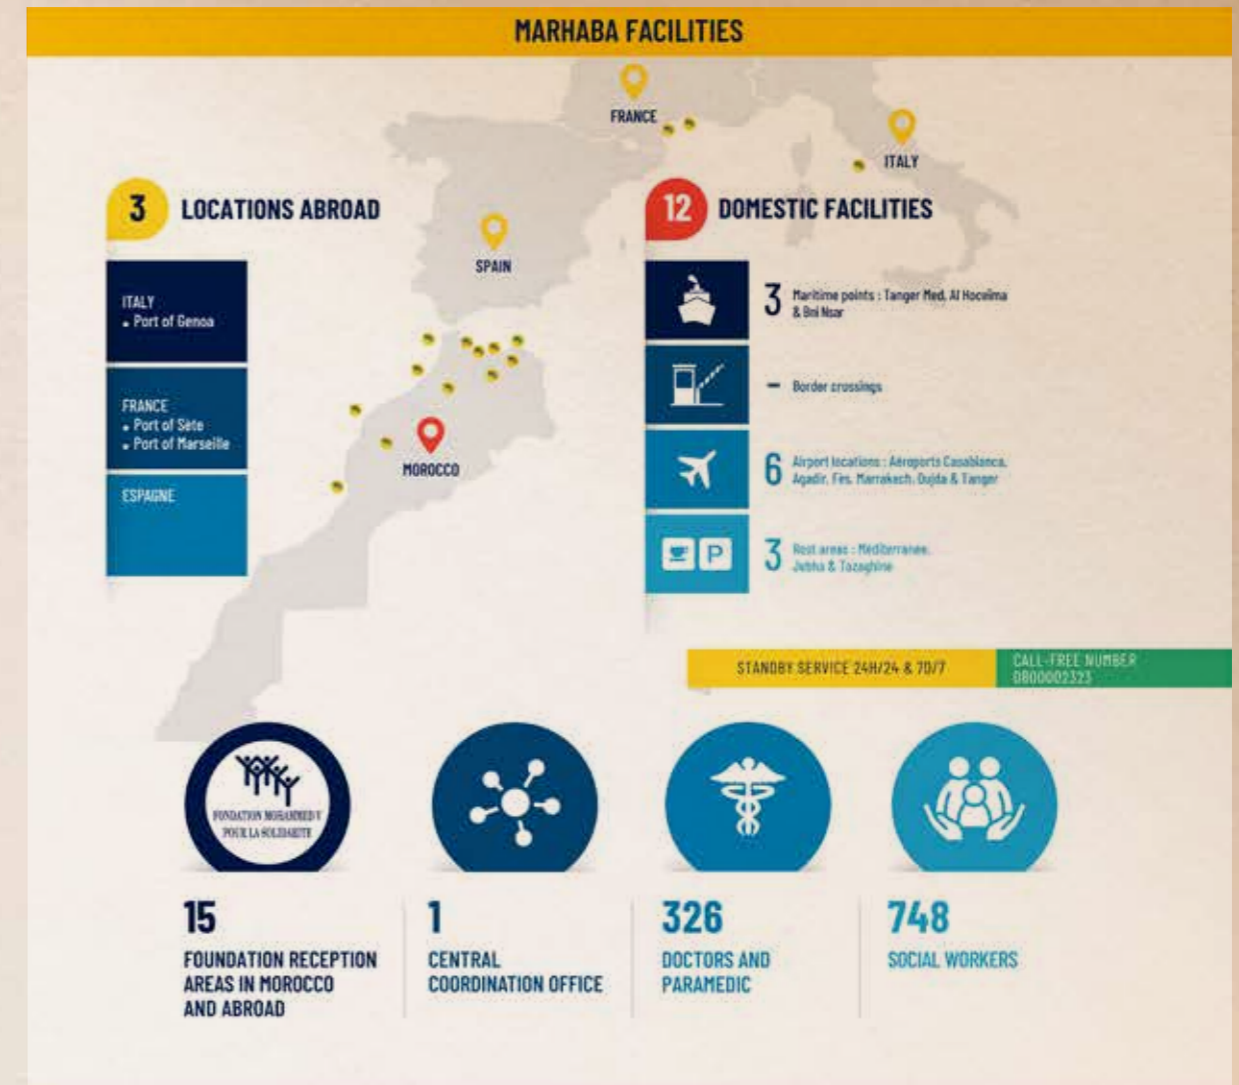 MARHABA FACILITIES
FRANCE
ITALY
SPAIN
MOROCCO
3 LOCATIONS ABROAD
ITALY
• Port of Genoa
FRANCE
• Port of Sète
• Port of Marseille
ESPAGNE
12 DOMESTIC FACILITIES
3 Maritime points : Tanger Med, Al Hoceima
& Bni Nsar
– Border crossings
6 Airport locations : Aéroports Casablanca,
Agadir, Fès, Marrakech, Oujda & Tanger
P
3 Rest areas : Méditerranée,
Jebha & Tazaghine
STANDBY SERVICE 24H/24 & 7D/7
CALL-FREE NUMBER
0800002323
FONDATION MOHAMMED V
POUR LA SOLIDARITE
15
FOUNDATION RECEPTION
AREAS IN MOROCCO
AND ABROAD
1
CENTRAL
COORDINATION OFFICE
326
DOCTORS AND
PARAMEDIC
748
SOCIAL WORKERS